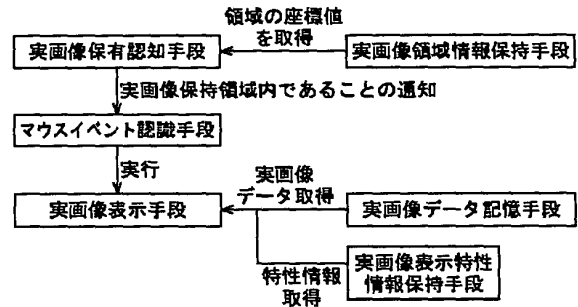 領域の座標値
を取得
実画像保有認知手段
実画像領域情報保持手段
実画像保持領域内であることの通知
マウスイベント認識手段
実行
実画像
データ取得
実画像表示手段
実画像データ記憶手段
特性情報
取得
実画像表示特性
情報保持手段